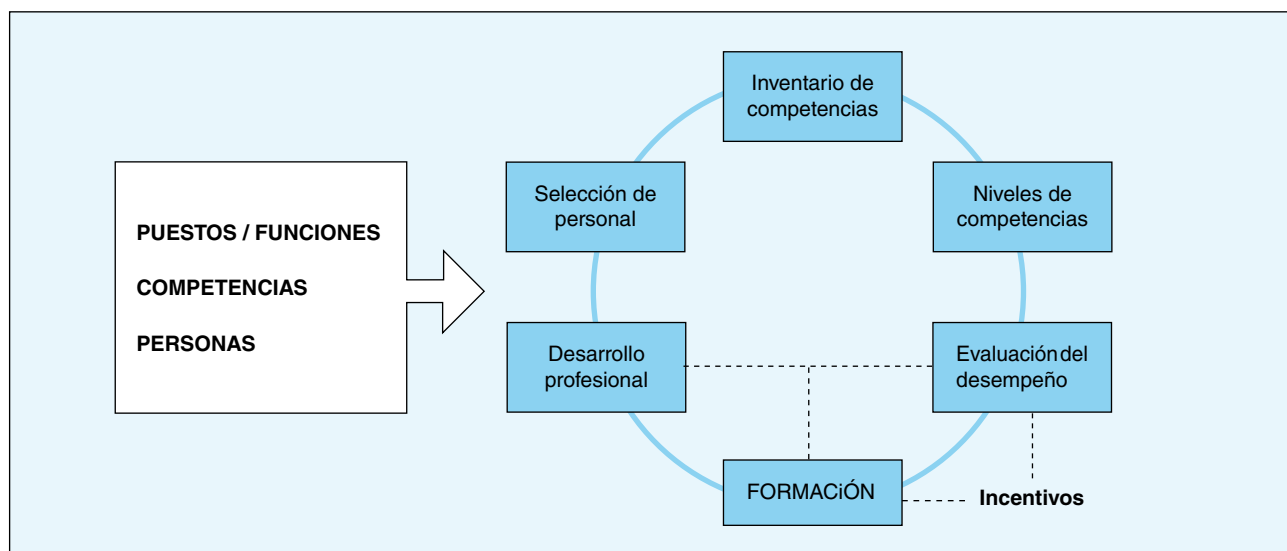 Inventario de
competencias
Selección de
personal
Niveles de
competencias
PUESTOS / FUNCIONES
COMPETENCIAS
PERSONAS
Desarrollo
profesional
Evaluación del
desempeño
FORMACiÓN
Incentivos